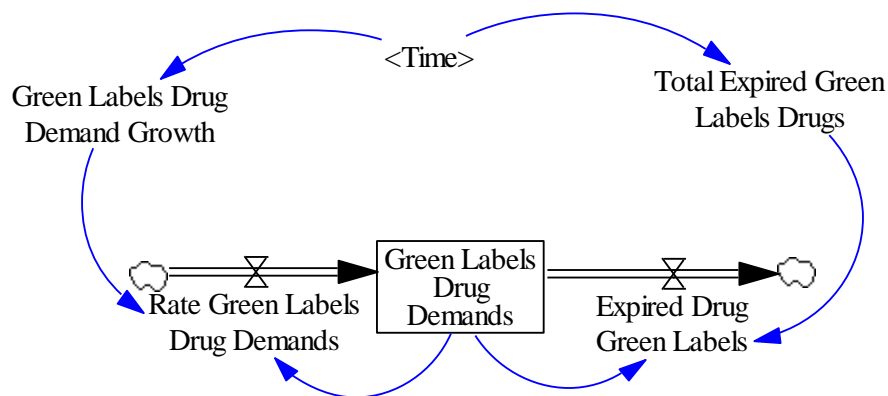 <Time>
Green Labels Drug
Demand Growth
Total Expired Green
Labels Drugs
Rate Green Labels
Drug Demands
Green Labels
Drug
Demands
Expired Drug
Green Labels